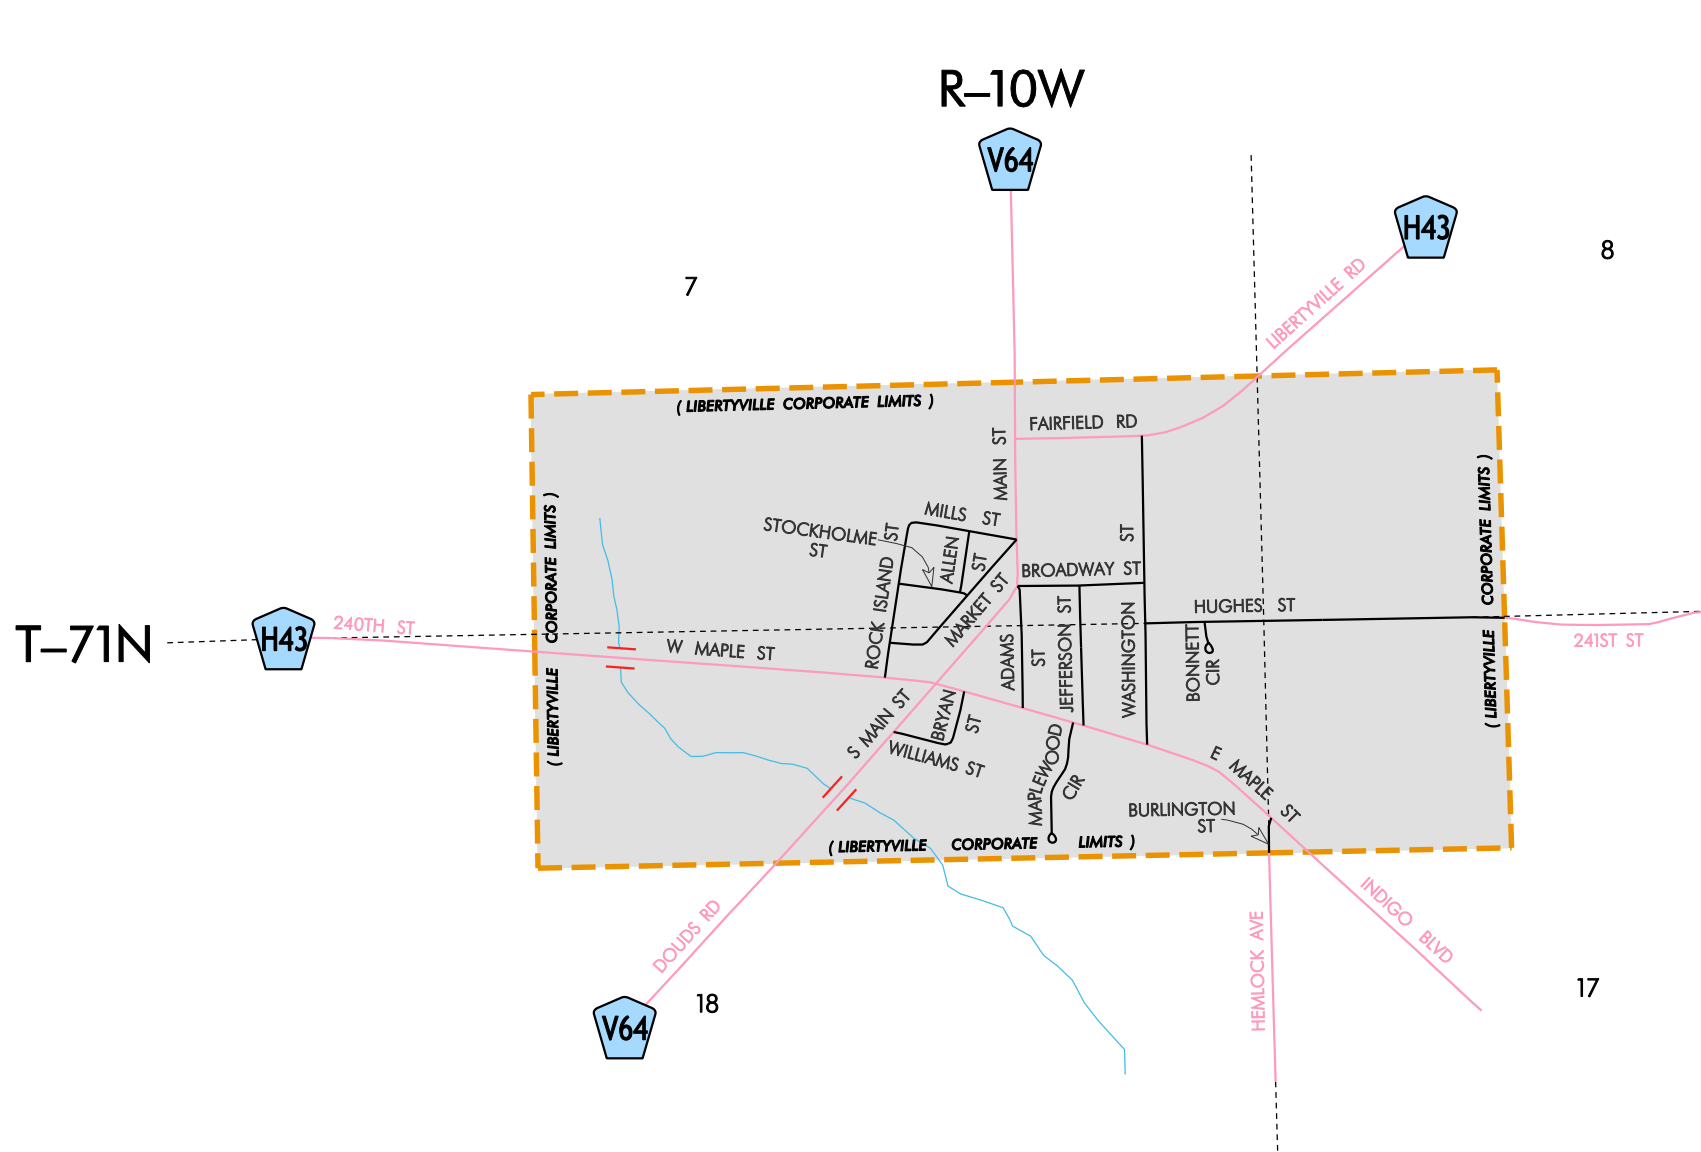 R–10W
V64
H43
8
7
LIBERTYVILLE RD
( LIBERTYVILLE CORPORATE LIMITS )
FAIRFIELD RD
MAIN ST
( LIBERTYVILLE CORPORATE LIMITS )
( LIBERTYVILLE CORPORATE LIMITS )
MILLS ST
STOCKHOLME
ST
ROCK ISLAND ST
ALLEN
ST
MARKET ST
BROADWAY ST
WASHINGTON ST
HUGHES ST
T–71N
H43
240TH ST
W MAPLE ST
ADAMS
ST
JEFFERSON ST
BONNETT
CIR
241ST ST
S MAIN ST
BRYAN
ST
WILLIAMS ST
MAPLEWOOD
CIR
E MAPLE ST
BURLINGTON
ST
( LIBERTYVILLE CORPORATE LIMITS )
DOUDS RD
HEMLOCK AVE
INDIGO BLVD
V64
18
17